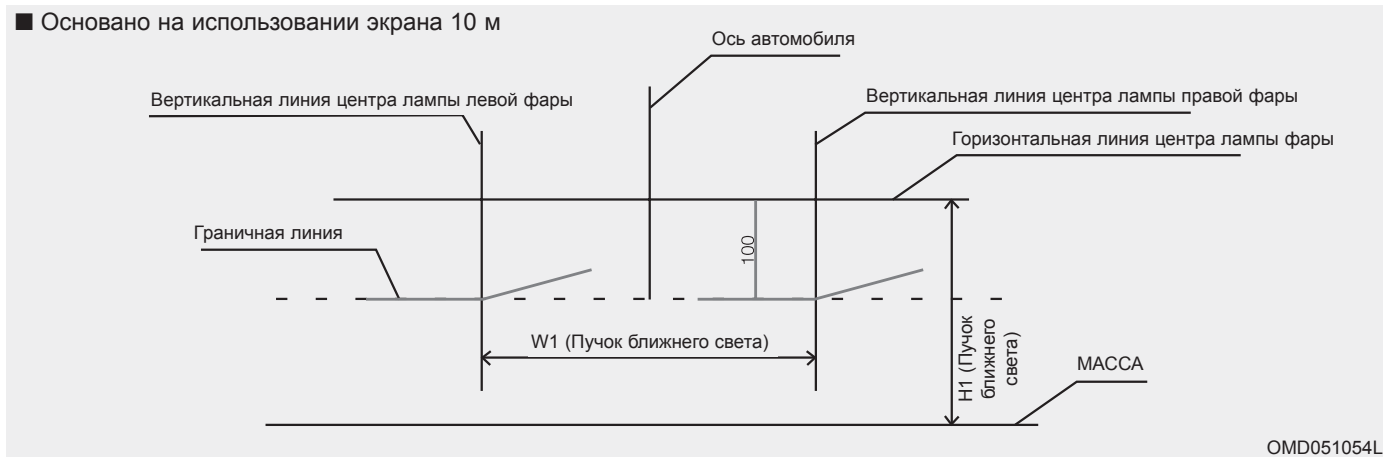 ■ Основано на использовании экрана 10 м
Ось автомобиля
Вертикальная линия центра лампы левой фары
Вертикальная линия центра лампы правой фары
Горизонтальная линия центра лампы фары
Граничная линия
100
W1 (Пучок ближнего света)
H1 (Пучок
ближнего
света)
МАССА
OMD051054L